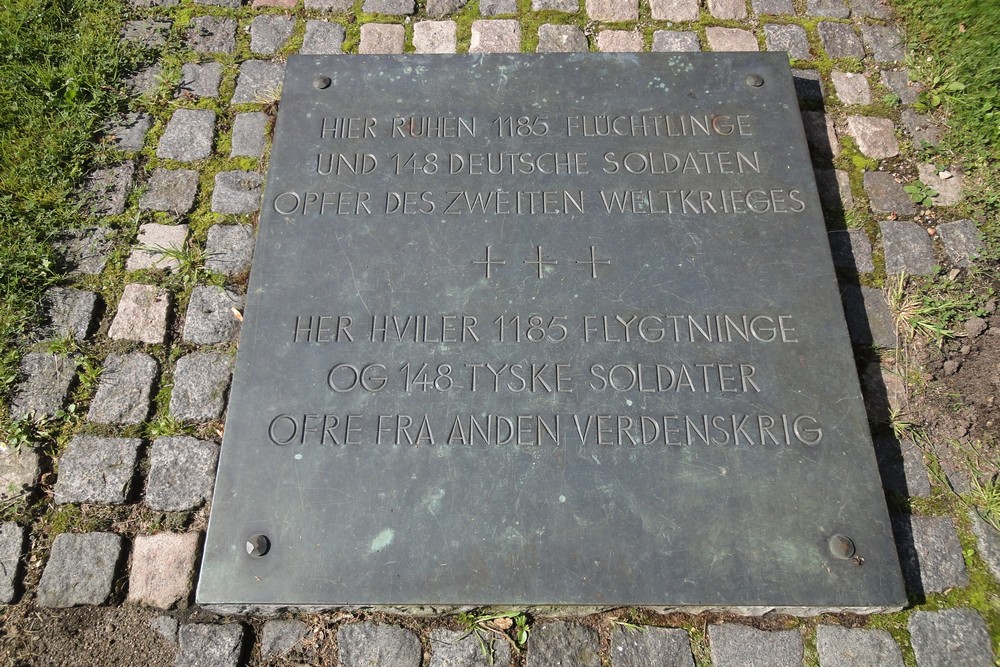 HIER RUHEN 1185 FLÜCHTLINGE
UND 148 DEUTSCHE SOLDATEN
OPFER DES ZWEITEN WELTKRIEGES
HER HVILER 1185 FLYGTNINGE
OG 148 TYSKE SOLDATER
OFRE FRA ANDEN VERDENSKRIG